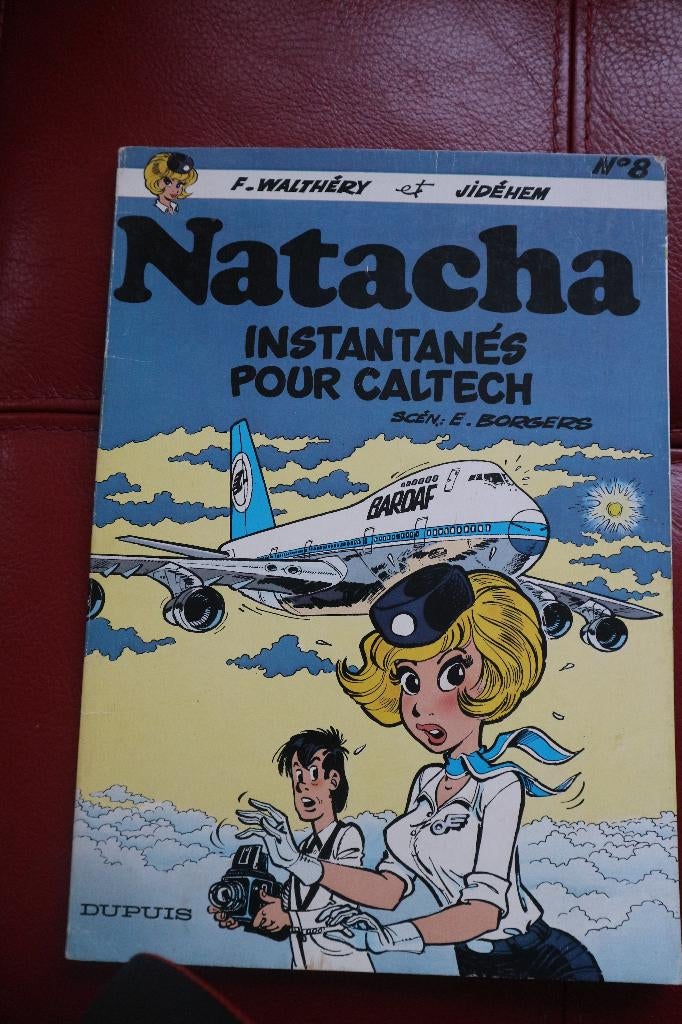 N°8
F. WALTHÉRY et JIDÉHEM
Natacha
INSTANTANÉS
POUR CALTECH
SCÉN.: E. BORGERS
BARDAF
DUPUIS